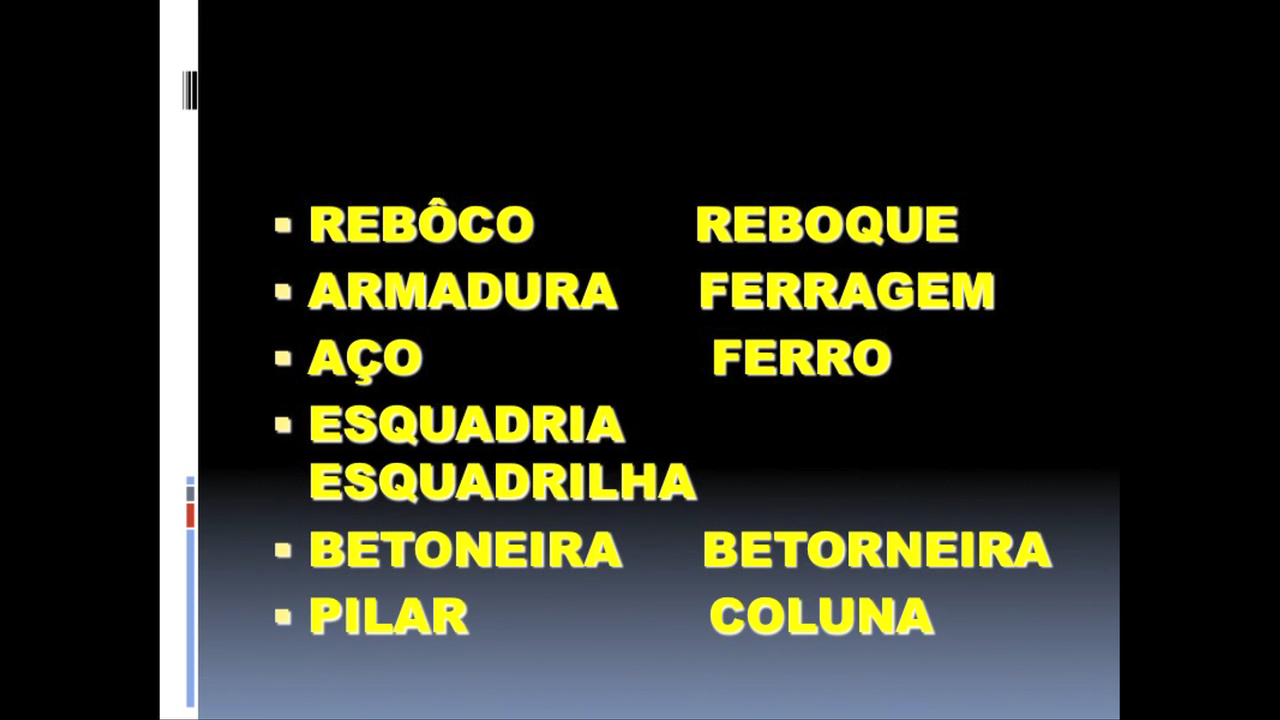 REBÔCO REBOQUE
ARMADURA FERRAGEM
AÇO FERRO
ESQUADRIA
ESQUADRILHA
BETONEIRA BETORNEIRA
PILAR COLUNA